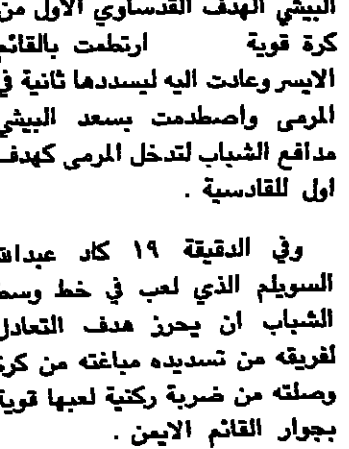 البيشي الهدف القدساوي الاول من
كرة قوية ارتطمت بالقائم
الايسر وعادت اليه ليسددها ثانية في
المرمى واصطدمت بسعد البيشي
مدافع الشباب لتدخل المرمى كهدف
اول للقادسية .
وفي الدقيقة ١٩ كاد عبدالله
السويلم الذي لعب في خط وسط
الشباب ان يحرز هدف التعادل
لفريقه من تسديده مباغته من كرة
وصلته من ضربة ركنية لعبها قوية
بجوار القائم الايمن .